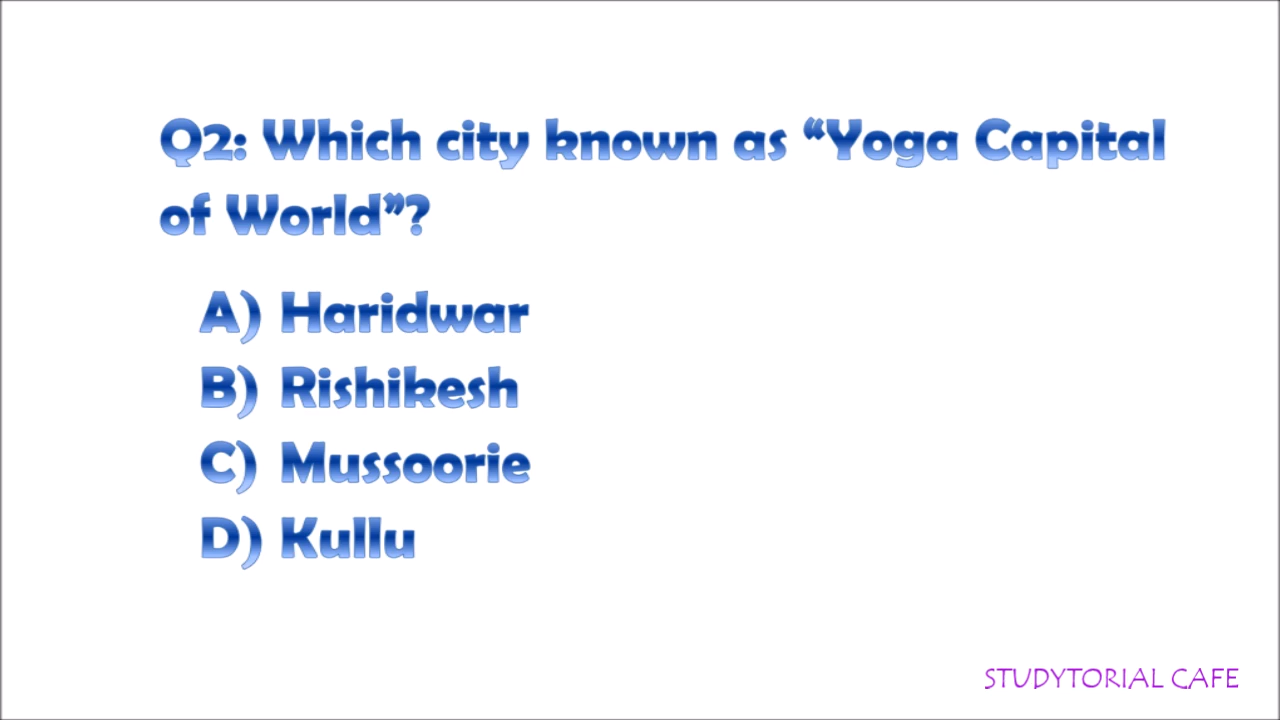 Q2: Which city known as “Yoga Capital
of World”?
A) Haridwar
B) Rishikesh
C) Mussoorie
D) Kullu
STUDYTORIAL CAFE